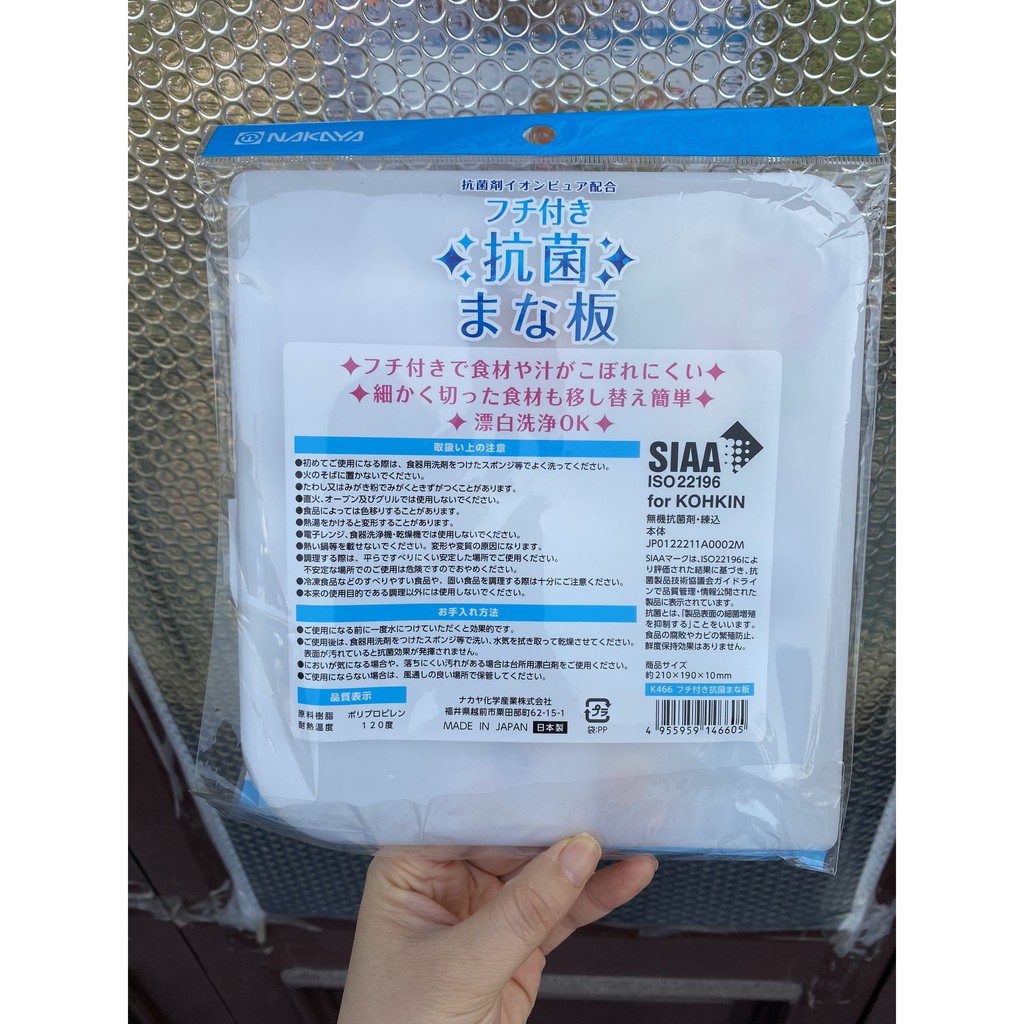 NAKAYA
抗菌剤イオンピュア配合
フチ付き
抗菌
まな板
フチ付きで食材や汁がこぼれにくい
細かく切った食材も移し替え簡単
漂白洗浄OK
取扱い上の注意
●初めてご使用になる際は、食器用洗剤をつけたスポンジ等でよく洗ってください。
●火のそばに置かないでください。
●たわし又はみがき粉でみがくときずがつくことがあります。
●直火、オーブン及びグリルでは使用しないでください。
●食品によっては色移りすることがあります。
●熱湯をかけると変形することがあります。
●電子レンジ、食器洗浄機・乾燥機では使用しないでください。
●熱い鍋等を載せないでください。変形や変質の原因になります。
●調理する際は、平らですべりにくい安定した場所でご使用ください。
不安定な場所でのご使用は危険ですのでおやめください。
●冷凍食品などのすべりやすい食品や、固い食品を調理する際は十分にご注意ください。
●本来の使用目的である調理以外には使用しないでください。
お手入れ方法
●ご使用になる前に一度水につけていただくと効果的です。
●ご使用後は、食器用洗剤をつけたスポンジ等で洗い、水気を拭き取って乾燥させてください。
表面が汚れていると抗菌効果が発揮されません。
●においが気になる場合や、落ちにくい汚れがある場合は台所用漂白剤をご使用ください。
●ご使用にならない場合は、風通しの良い場所で保管してください。
品質表示
原料樹脂 ポリプロピレン
耐熱温度 120度
ナカヤ化学産業株式会社
福井県越前市粟田部町62-15-1
MADE IN JAPAN 日本製
プラ
袋:PP
SIAA
ISO 22196
for KOHKIN
無機抗菌剤・練込
本体
JP0122211A0002M
SIAAマークは、ISO22196によ
り評価された結果に基づき、抗
菌製品技術協議会ガイドライ
ンで品質管理・情報公開された
製品に表示されています。
抗菌とは、「製品表面の細菌増殖
を抑制する」ことをいいます。
食品の腐敗やカビの繁殖防止、
鮮度保持効果はありません。
商品サイズ
約210×190×10mm
K466 フチ付き抗菌まな板
4 955959 146605